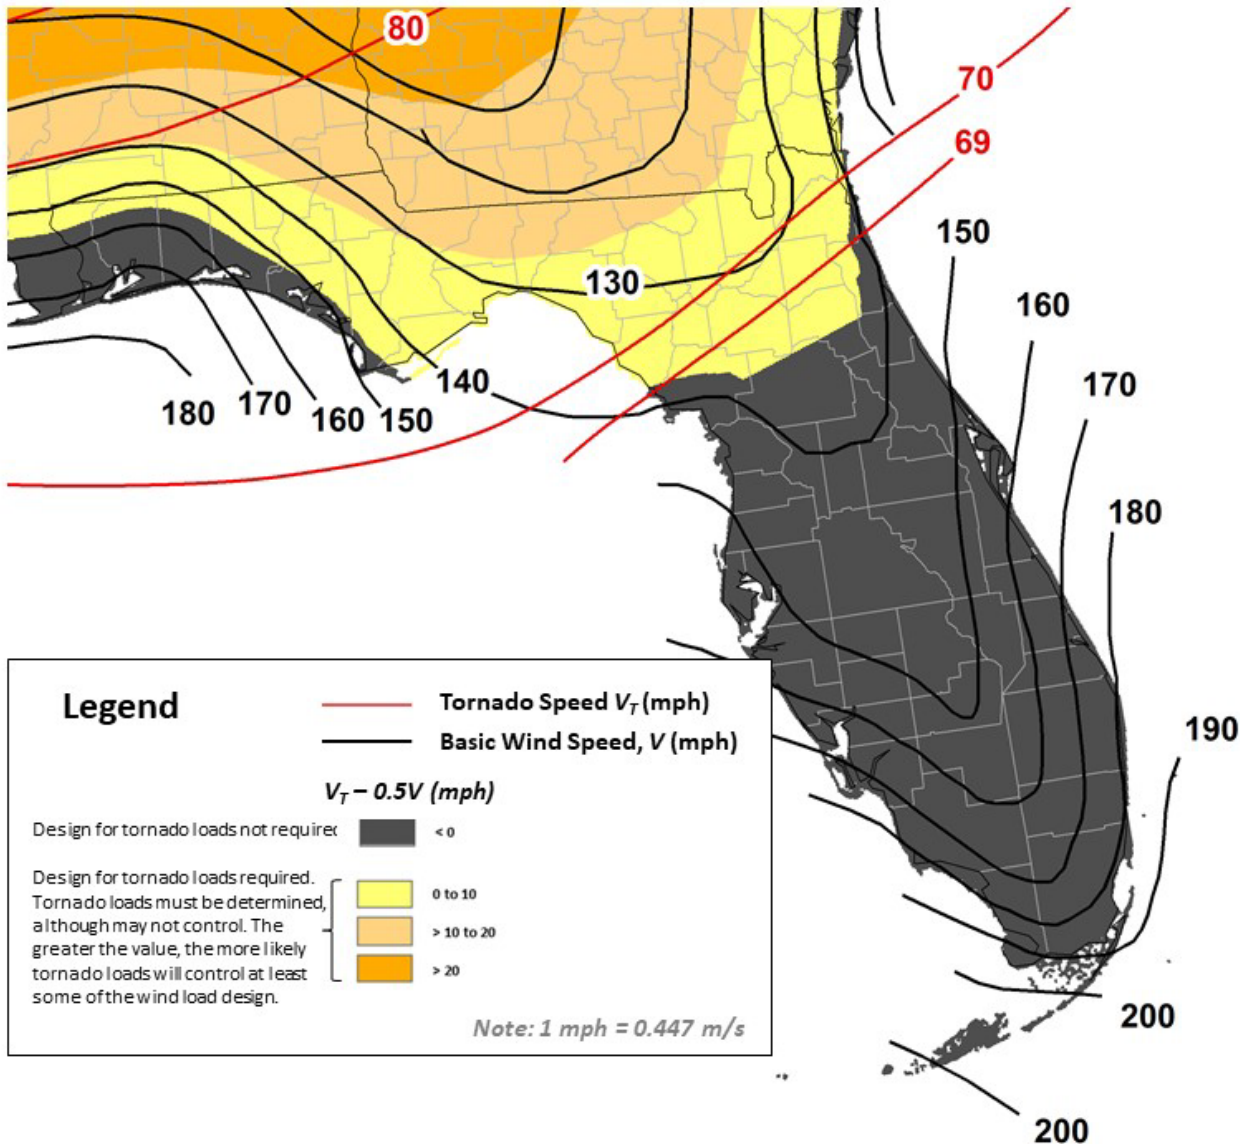 80
70
69
150
130
160
140
170
180
170
160
150
180
190
200
200
Legend
Tornado Speed V_T (mph)
Basic Wind Speed, V (mph)
V_T – 0.5V (mph)
Design for tornado loads not required
< 0
Design for tornado loads required.
Tornado loads must be determined,
although may not control. The
greater the value, the more likely
tornado loads will control at least
some of the wind load design.
0 to 10
> 10 to 20
> 20
Note: 1 mph = 0.447 m/s